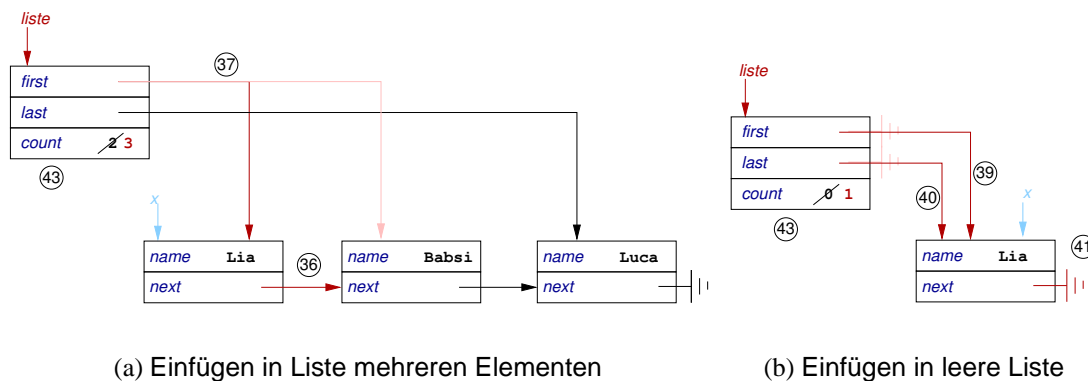 liste
37
first
last
count 2 3
43
x
name Lia
next
36
name Babsi
next
name Luca
next
(a) Einfügen in Liste mehreren Elementen
liste
first
last
count 0 1
43
39
40
x
41
name Lia
next
(b) Einfügen in leere Liste